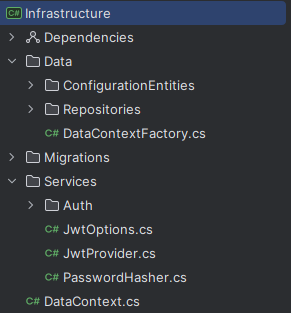 C# Infrastructure
Dependencies
Data
ConfigurationEntities
Repositories
C# DataContextFactory.cs
Migrations
Services
Auth
C# JwtOptions.cs
C# JwtProvider.cs
C# PasswordHasher.cs
C# DataContext.cs